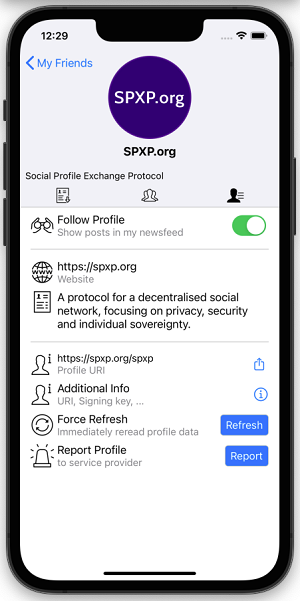 12:29
My Friends
SPXP.org
SPXP.org
Social Profile Exchange Protocol
Follow Profile
Show posts in my newsfeed
https://spxp.org
Website
A protocol for a decentralised social
network, focusing on privacy, security
and individual sovereignty.
https://spxp.org/spxp
Profile URI
Additional Info
URI, Signing key, ...
Force Refresh
Immediately reread profile data
Refresh
Report Profile
to service provider
Report